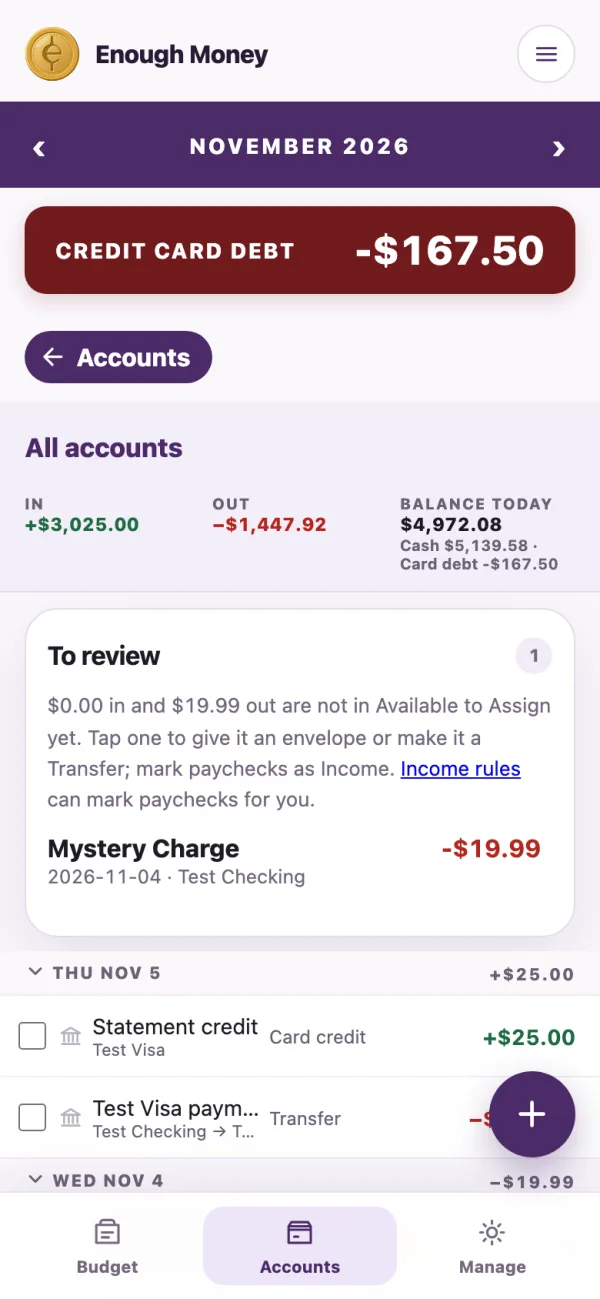 Enough Money
NOVEMBER 2026
CREDIT CARD DEBT -$167.50
← Accounts
All accounts
IN OUT BALANCE TODAY
+$3,025.00 −$1,447.92 $4,972.08
Cash $5,139.58 ·
Card debt -$167.50
To review 1
$0.00 in and $19.99 out are not in Available to Assign
yet. Tap one to give it an envelope or make it a
Transfer; mark paychecks as Income. Income rules
can mark paychecks for you.
Mystery Charge -$19.99
2026-11-04 · Test Checking
THU NOV 5 +$25.00
Statement credit Card credit +$25.00
Test Visa
Test Visa paym... Transfer −$
Test Checking → T...
WED NOV 4 −$19.99
Budget Accounts Manage